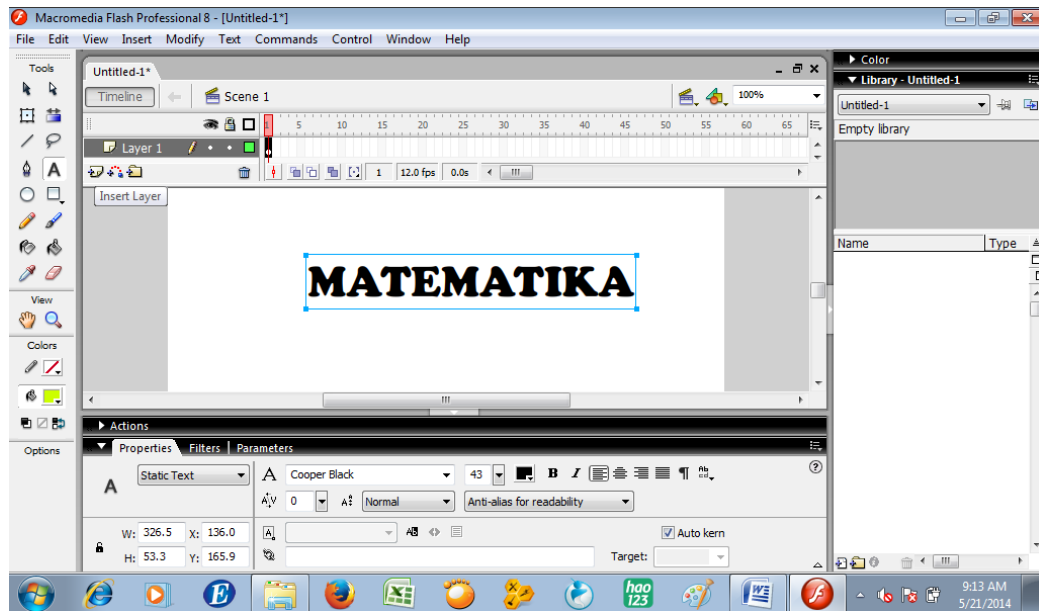 Macromedia Flash Professional 8 - [Untitled-1*]
File Edit View Insert Modify Text Commands Control Window Help
Tools
Untitled-1*
Timeline Scene 1 100%
1 5 10 15 20 25 30 35 40 45 50 55 60 65
Layer 1
1 12.0 fps 0.0s
Insert Layer
MATEMATIKA
View
Colors
Options
Color
Library - Untitled-1
Untitled-1
Empty library
Name Type
Actions
Properties Filters Parameters
A Static Text A Cooper Black 43 B I
A V 0 A Normal Anti-alias for readability
W: 326.5 X: 136.0 Auto kern
H: 53.3 Y: 165.9 Target:
hao 123
9:13 AM
5/21/2014